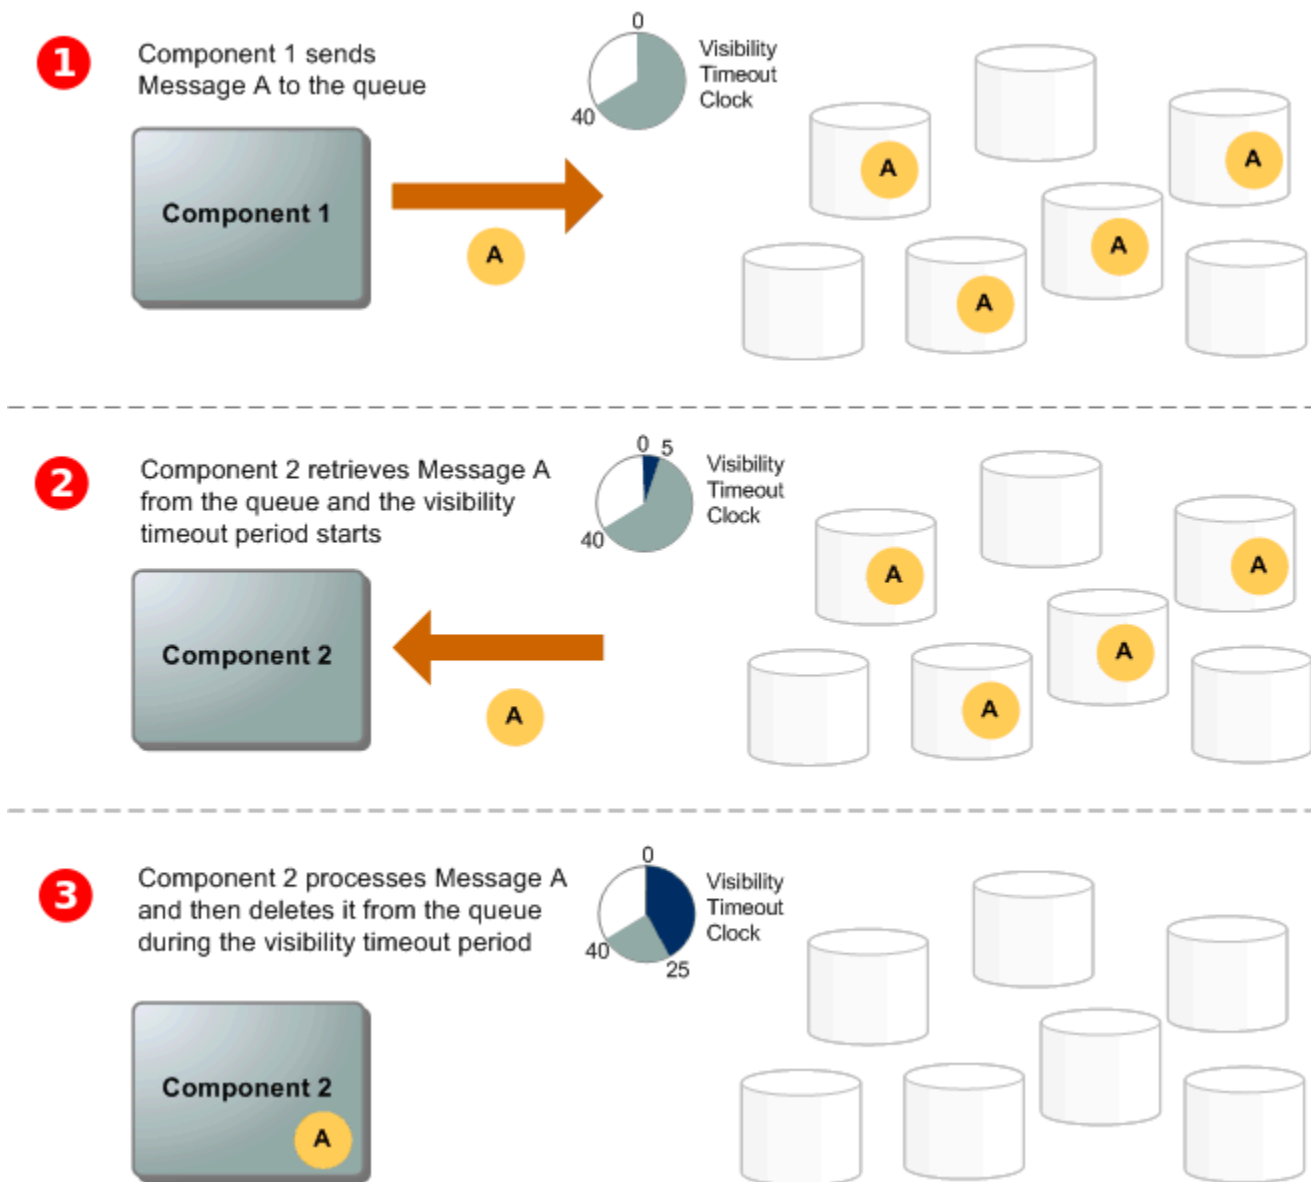 1
Component 1 sends
Message A to the queue
0
40
Visibility
Timeout
Clock
Component 1
A
A
A
A
A
2
Component 2 retrieves Message A
from the queue and the visibility
timeout period starts
0 5
40
Visibility
Timeout
Clock
Component 2
A
A
A
A
A
3
Component 2 processes Message A
and then deletes it from the queue
during the visibility timeout period
0
40
25
Visibility
Timeout
Clock
Component 2
A